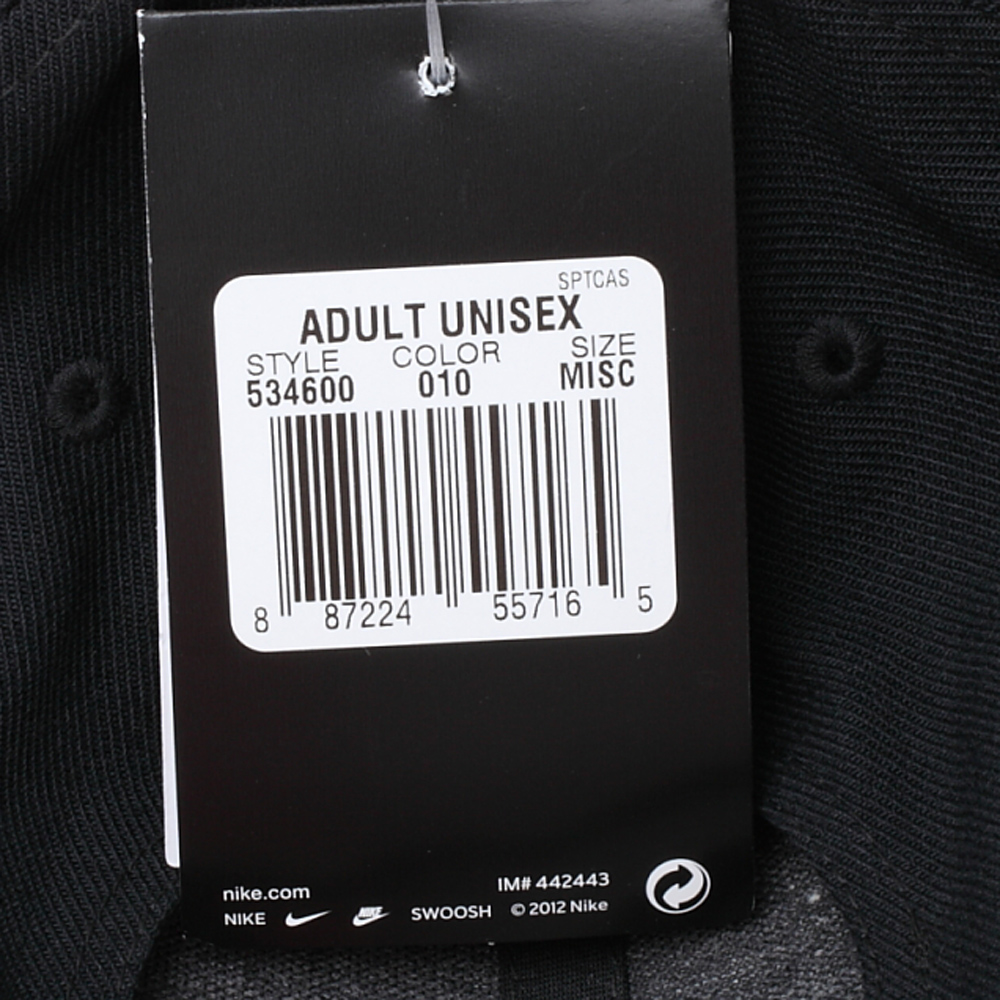 SPTCAS
ADULT UNISEX
STYLE COLOR SIZE
534600 010 MISC
8 87224 55716 5
nike.com
IM# 442443
NIKE NIKE SWOOSH © 2012 Nike